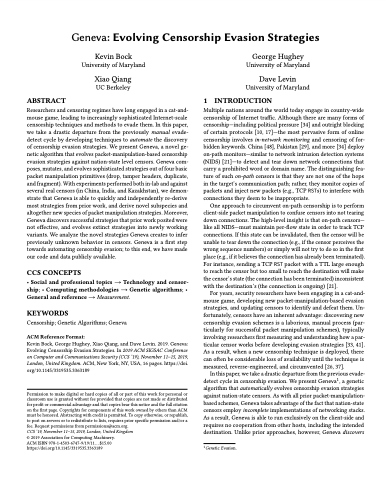 Geneva: Evolving Censorship Evasion Strategies
Kevin Bock
University of Maryland
George Hughey
University of Maryland
Xiao Qiang
UC Berkeley
Dave Levin
University of Maryland
ABSTRACT
Researchers and censoring regimes have long engaged in a cat-and-
mouse game, leading to increasingly sophisticated Internet-scale
censorship techniques and methods to evade them. In this paper,
we take a drastic departure from the previously manual evade-
detect cycle by developing techniques to automate the discovery
of censorship evasion strategies. We present Geneva, a novel ge-
netic algorithm that evolves packet-manipulation-based censorship
evasion strategies against nation-state level censors. Geneva com-
poses, mutates, and evolves sophisticated strategies out of four basic
packet manipulation primitives (drop, tamper headers, duplicate,
and fragment). With experiments performed both in-lab and against
several real censors (in China, India, and Kazakhstan), we demon-
strate that Geneva is able to quickly and independently re-derive
most strategies from prior work, and derive novel subspecies and
altogether new species of packet manipulation strategies. Moreover,
Geneva discovers successful strategies that prior work posited were
not effective, and evolves extinct strategies into newly working
variants. We analyze the novel strategies Geneva creates to infer
previously unknown behavior in censors. Geneva is a first step
towards automating censorship evasion; to this end, we have made
our code and data publicly available.
CCS CONCEPTS
• Social and professional topics → Technology and censor-
ship; • Computing methodologies → Genetic algorithms; •
General and reference → Measurement.
KEYWORDS
Censorship; Genetic Algorithms; Geneva
ACM Reference Format:
Kevin Bock, George Hughey, Xiao Qiang, and Dave Levin. 2019. Geneva:
Evolving Censorship Evasion Strategies. In 2019 ACM SIGSAC Conference
on Computer and Communications Security (CCS '19), November 11–15, 2019,
London, United Kingdom. ACM, New York, NY, USA, 16 pages. https://doi.
org/10.1145/3319535.3363189
Permission to make digital or hard copies of all or part of this work for personal or
classroom use is granted without fee provided that copies are not made or distributed
for profit or commercial advantage and that copies bear this notice and the full citation
on the first page. Copyrights for components of this work owned by others than ACM
must be honored. Abstracting with credit is permitted. To copy otherwise, or republish,
to post on servers or to redistribute to lists, requires prior specific permission and/or a
fee. Request permissions from permissions@acm.org.
CCS '19, November 11–15, 2019, London, United Kingdom
© 2019 Association for Computing Machinery.
ACM ISBN 978-1-4503-6747-9/19/11... $15.00
https://doi.org/10.1145/3319535.3363189
1 INTRODUCTION
Multiple nations around the world today engage in country-wide
censorship of Internet traffic. Although there are many forms of
censorship—including political pressure [34] and outright blocking
of certain protocols [10, 17]—the most pervasive form of online
censorship involves in-network monitoring and censoring of for-
bidden keywords. China [48], Pakistan [29], and more [34] deploy
on-path monitors—similar to network intrusion detection systems
(NIDS) [21]—to detect and tear down network connections that
carry a prohibited word or domain name. The distinguishing fea-
ture of such on-path censors is that they are not one of the hops
in the target's communication path; rather, they monitor copies of
packets and inject new packets (e.g., TCP RSTs) to interfere with
connections they deem to be inappropriate.
One approach to circumvent on-path censorship is to perform
client-side packet manipulation to confuse censors into not tearing
down connections. The high-level insight is that on-path censors—
like all NIDS—must maintain per-flow state in order to track TCP
connections. If this state can be invalidated, then the censor will be
unable to tear down the connection (e.g., if the censor perceives the
wrong sequence numbers) or simply will not try to do so in the first
place (e.g., if it believes the connection has already been terminated).
For instance, sending a TCP RST packet with a TTL large enough
to reach the censor but too small to reach the destination will make
the censor's state (the connection has been terminated) inconsistent
with the destination's (the connection is ongoing) [21].
For years, security researchers have been engaging in a cat-and-
mouse game, developing new packet-manipulation-based evasion
strategies, and updating censors to identify and defeat them. Un-
fortunately, censors have an inherent advantage: discovering new
censorship evasion schemes is a laborious, manual process (par-
ticularly for successful packet manipulation schemes), typically
involving researchers first measuring and understanding how a par-
ticular censor works before developing evasion strategies [33, 41].
As a result, when a new censorship technique is deployed, there
can often be considerable loss of availability until the technique is
measured, reverse-engineered, and circumvented [26, 37].
In this paper, we take a drastic departure from the previous evade-
detect cycle in censorship evasion. We present Geneva¹, a genetic
algorithm that automatically evolves censorship evasion strategies
against nation-state censors. As with all prior packet-manipulation-
based schemes, Geneva takes advantage of the fact that nation-state
censors employ incomplete implementations of networking stacks.
As a result, Geneva is able to run exclusively on the client-side and
requires no cooperation from other hosts, including the intended
destination. Unlike prior approaches, however, Geneva discovers
¹ Genetic Evasion.